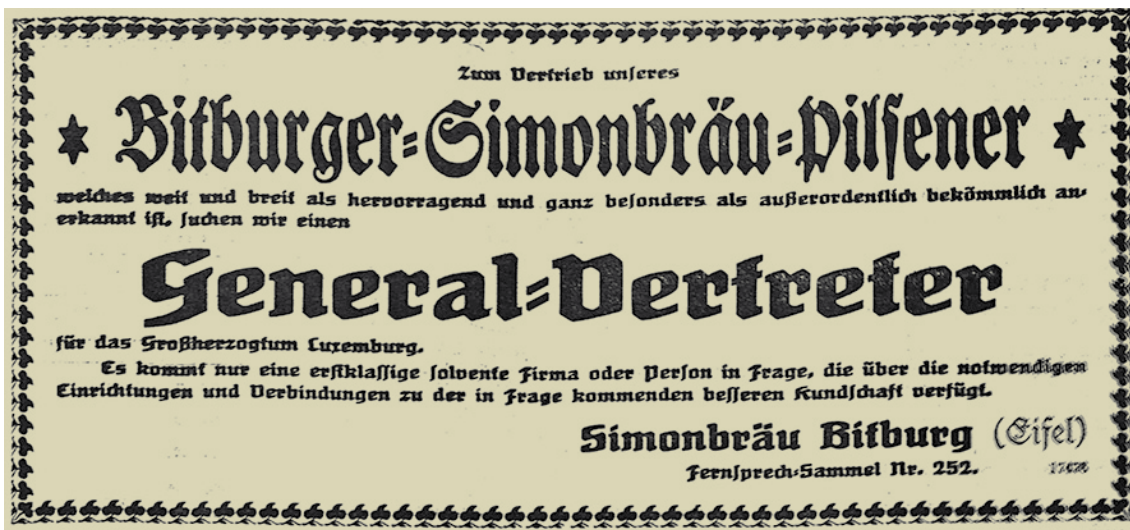 Zum Vertrieb unseres
Bitburger=Simonbräu=Pilsener
welches weit und breit als hervorragend und ganz besonders als außerordentlich bekömmlich an-
erkannt ist, suchen wir einen
General=Vertreter
für das Großherzogtum Luxemburg.
Es kommt nur eine erstklassige solvente Firma oder Person in Frage, die über die notwendigen
Einrichtungen und Verbindungen zu der in Frage kommenden besseren Kundschaft verfügt.
Simonbräu Bitburg (Eifel)
Fernsprech=Sammel Nr. 252.